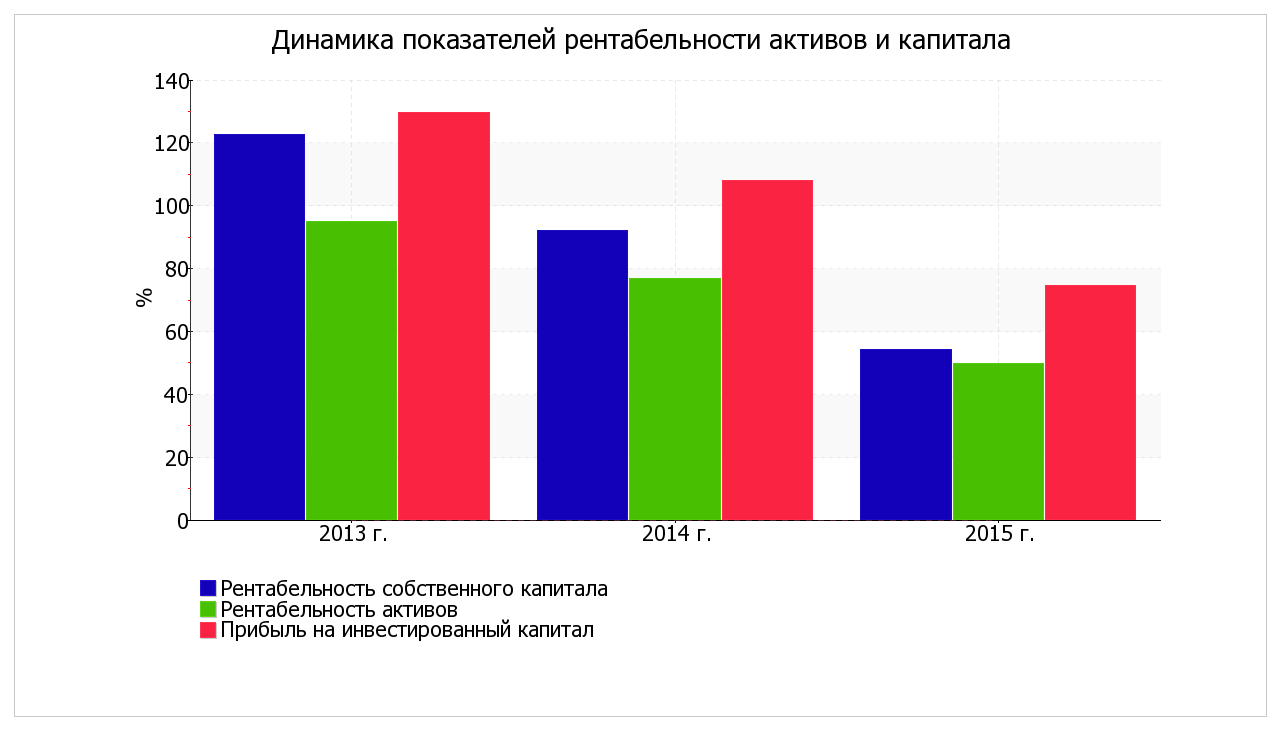 Динамика показателей рентабельности активов и капитала
140
120
100
80
60
40
20
0
%
2013 г.
2014 г.
2015 г.
Рентабельность собственного капитала
Рентабельность активов
Прибыль на инвестированный капитал